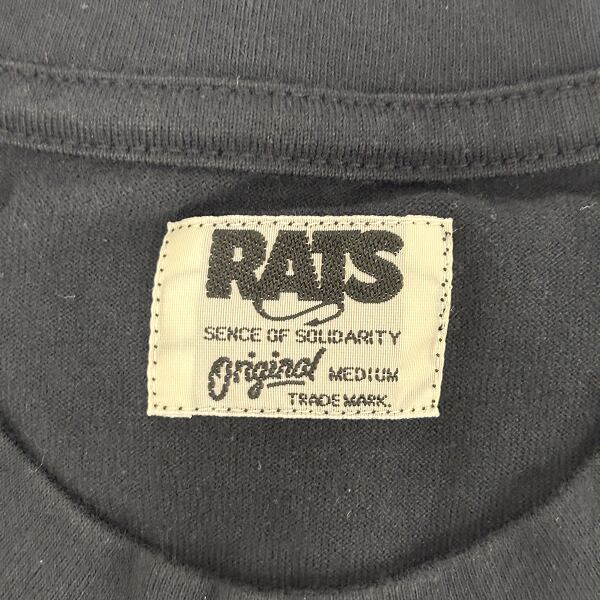 RATS
SENCE OF SOLIDARITY
Original MEDIUM
TRADE MARK.